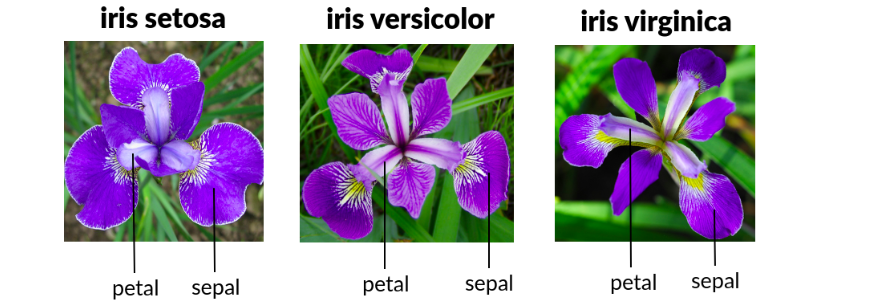 iris setosa
iris versicolor
iris virginica
petal
sepal
petal
sepal
petal
sepal